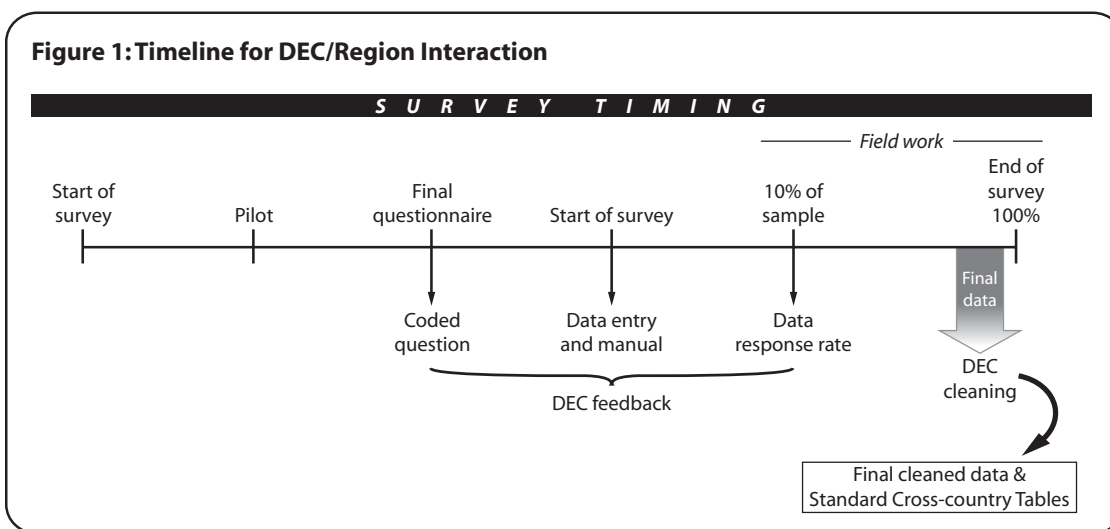 Figure 1: Timeline for DEC/Region Interaction
SURVEY TIMING
Field work
Start of
survey
Pilot
Final
questionnaire
Start of survey
10% of
sample
End of
survey
100%
Coded
question
Data entry
and manual
Data
response rate
Final
data
DEC feedback
DEC
cleaning
Final cleaned data &
Standard Cross-country Tables